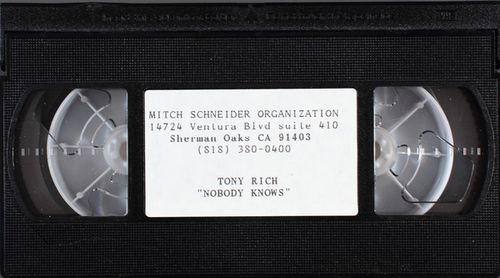 MITCH SCHNEIDER ORGANIZATION
14724 Ventura Blvd suite 410
Sherman Oaks CA 91403
(818) 380-0400
TONY RICH
"NOBODY KNOWS"